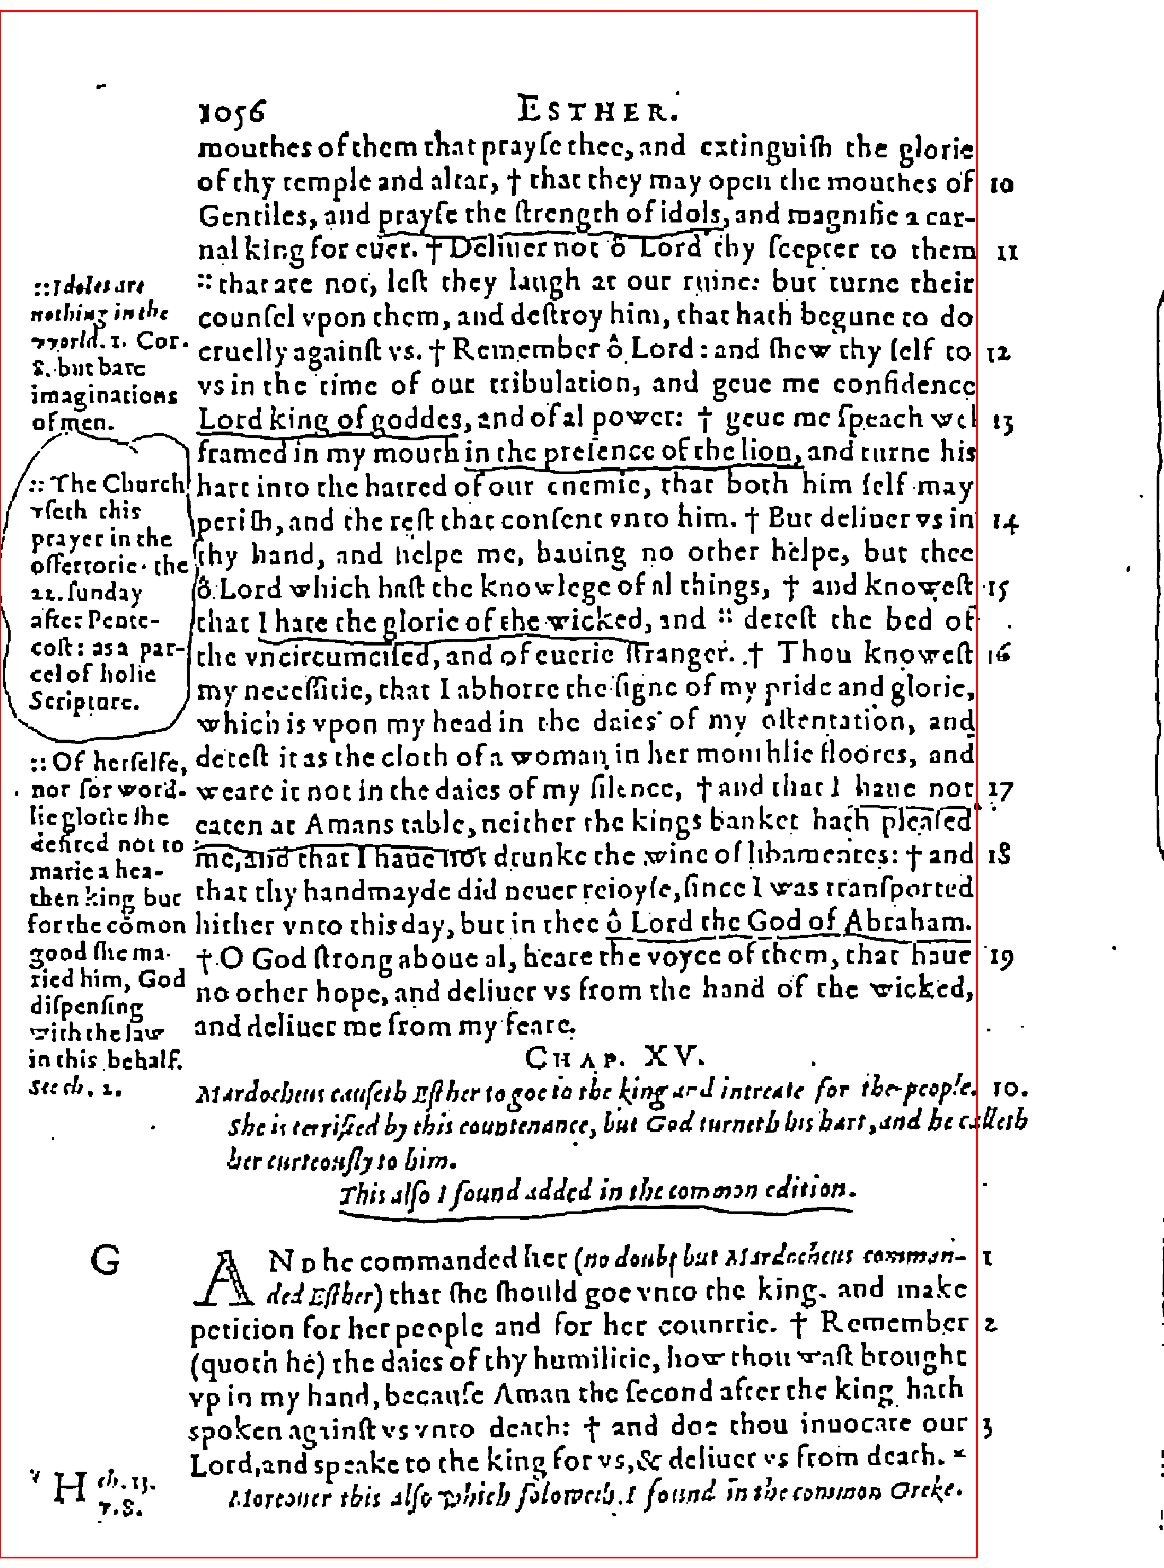 1056 ESTHER.
mouthes of them that prayſe thee, and extinguiſh the glorie
of thy temple and altar, † that they may open the mouthes of 10
Gentiles, and prayſe the ſtrength of idols, and magnifie a car-
nal king for euer. † Deliuer not ô Lord thy ſcepter to them 11
:: that are not, leſt they laugh at our ruine: but turne their
counſel vpon them, and deſtroy him, that hath begune to do
cruelly againſt vs. † Remember ô Lord: and ſhew thy ſelf to 12
vs in the time of our tribulation, and geue me confidence
Lord king of goddes, and of al power: † geue me ſpeach wel 13
framed in my mouth in the preſence of the lion, and turne his
hart into the hatred of our enemie, that both him ſelf may
periſh, and the reſt that conſent vnto him. † But deliuer vs in 14
thy hand, and helpe me, hauing no other helpe, but thee
ô Lord which haſt the knowlege of al things, † and knoweſt 15
that I hate the glorie of the wicked, and :: deteſt the bed of
the vncircumciſed, and of euerie ſtranger. † Thou knoweſt 16
my neceſſitie, that I abhorre the ſigne of my pride and glorie,
which is vpon my head in the daies of my oſtentation, and
deteſt it as the cloth of a woman in her monthlie floores, and
weare it not in the daies of my ſilence, † and that I haue not 17
eaten at Amans table, neither the kings banket hath pleaſed
me, and that I haue not drunke the wine of libamentes: † and 18
that thy handmayde did neuer reioyſe, ſince I was tranſported
hither vnto this day, but in thee ô Lord the God of Abraham.
† O God ſtrong aboue al, heare the voyce of them, that haue 19
no other hope, and deliuer vs from the hand of the wicked,
and deliuer me from my feare.
:: Idoles are
nothing in the
world. 1. Cor.
8. but bare
imaginations
of men.
:: The Church
vſeth this
prayer in the
offertorie the
22. ſunday
after Pente-
coſt: as a par-
cel of holie
Scripture.
:: Of herſelfe,
nor for word-
lie glorie ſhe
deſired not to
marie a hea-
then king but
for the cõmon
good ſhe ma-
ried him, God
diſpenſing
with the law
in this behalf.
See ch. 2.
CHAP. XV.
Mardocheus cauſeth Eſther to goe to the king and intreate for the people. 10.
She is terrified by this countenance, but God turneth his hart, and he calleth
her curteouſly to him.
This alſo I found added in the common edition.
G
AND he commanded her (no doubt but Mardocheus comman- 1
ded Eſther) that ſhe ſhould goe vnto the king, and make
petition for her people and for her countrie. † Remember 2
(quoth he) the daies of thy humilitie, how thou waſt brought
vp in my hand, becauſe Aman the ſecond after the king hath
spoken againſt vs vnto death: † and doe thou inuocate our 3
Lord, and speake to the king for vs, & deliuer vs from death.
H ch. 13.
v. 8.
Moreouer this alſo which foloweth, I found in the common Greke.